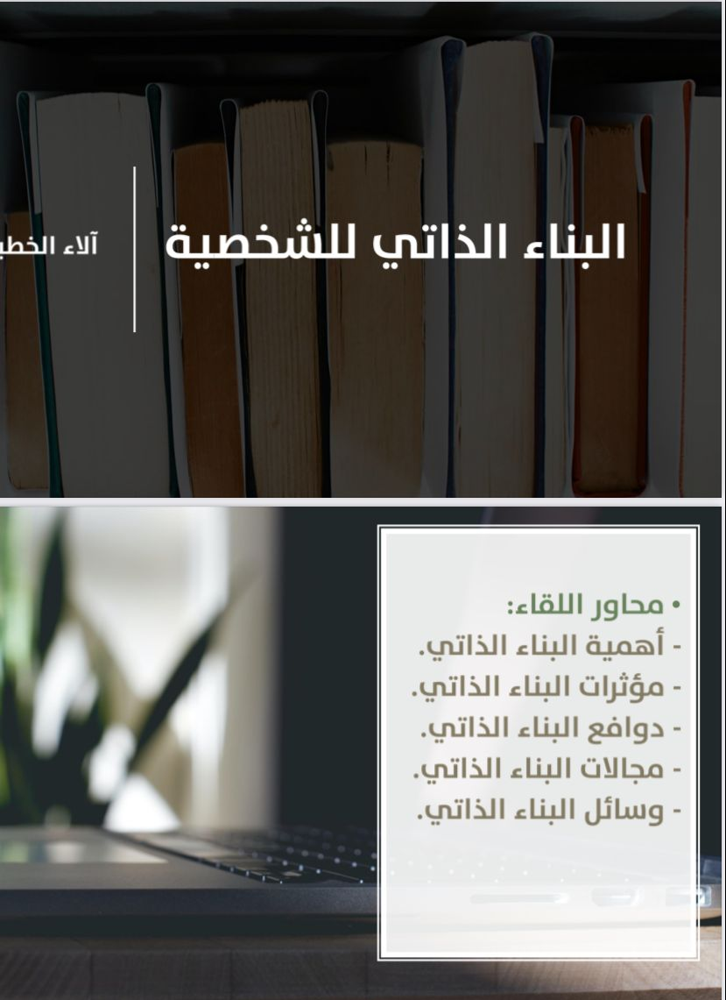 البناء الذاتي للشخصية
آلاء
• محاور اللقاء:
- أهمية البناء الذاتي.
- مؤثرات البناء الذاتي.
- دوافع البناء الذاتي.
- مجالات البناء الذاتي.
- وسائل البناء الذاتي.